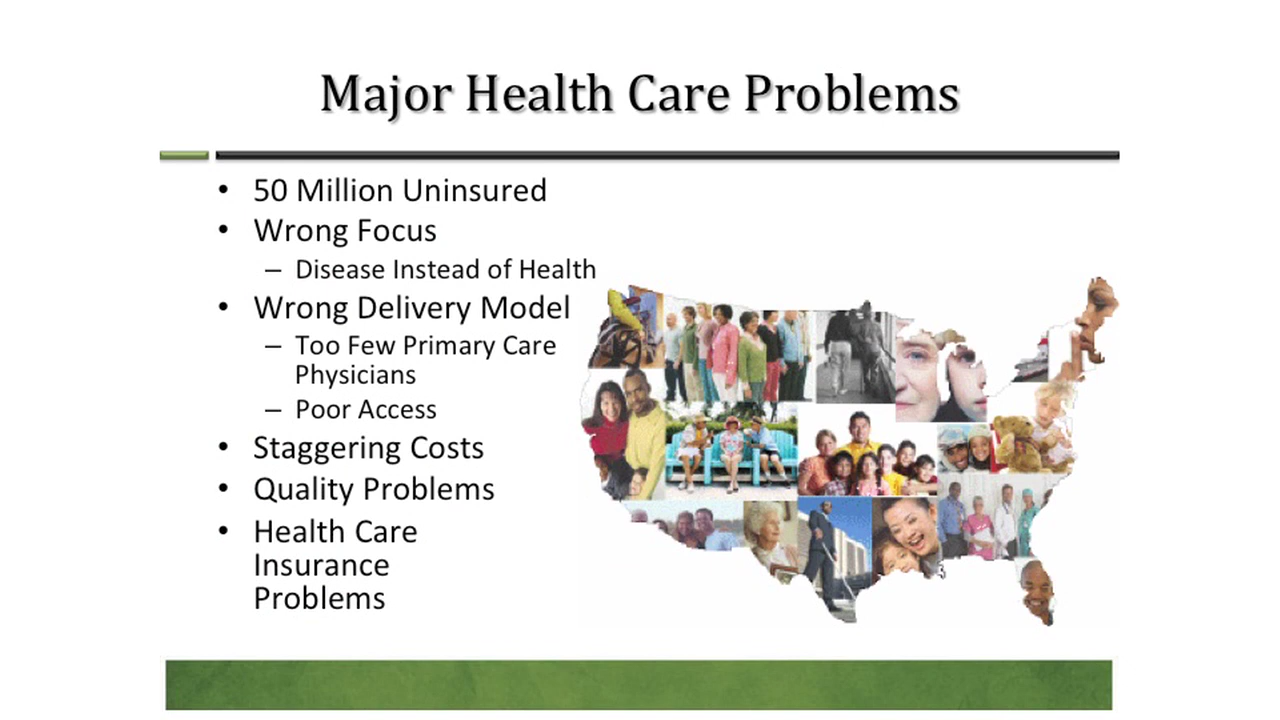 Major Health Care Problems
• 50 Million Uninsured
• Wrong Focus
– Disease Instead of Health
• Wrong Delivery Model
– Too Few Primary Care
Physicians
– Poor Access
• Staggering Costs
• Quality Problems
• Health Care
Insurance
Problems